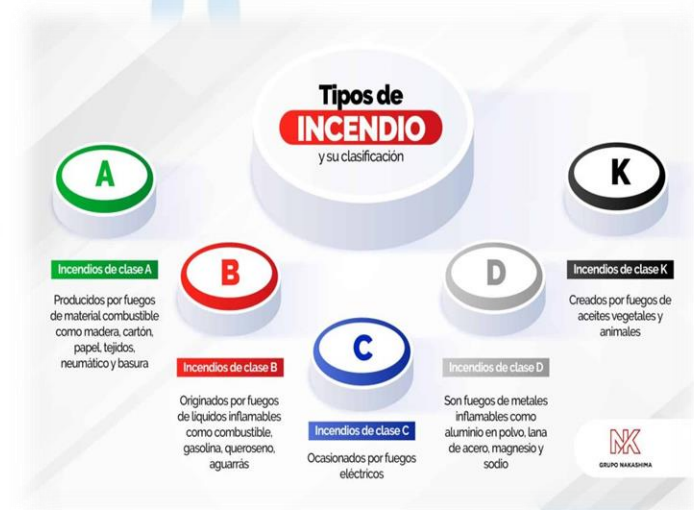 Tipos de
INCENDIO
y su clasificación
A
Incendios de clase A
Producidos por fuegos
de material combustible
como madera, cartón,
papel, tejidos,
neumático y basura
B
Incendios de clase B
Originados por fuegos
de líquidos inflamables
como combustible,
gasolina, queroseno,
aguarrás
C
Incendios de clase C
Ocasionados por fuegos
eléctricos
D
Incendios de clase D
Son fuegos de metales
inflamables como
aluminio en polvo, lana
de acero, magnesio y
sodio
K
Incendios de clase K
Creados por fuegos de
aceites vegetales y
animales
NK
GRUPO NAKASHIMA